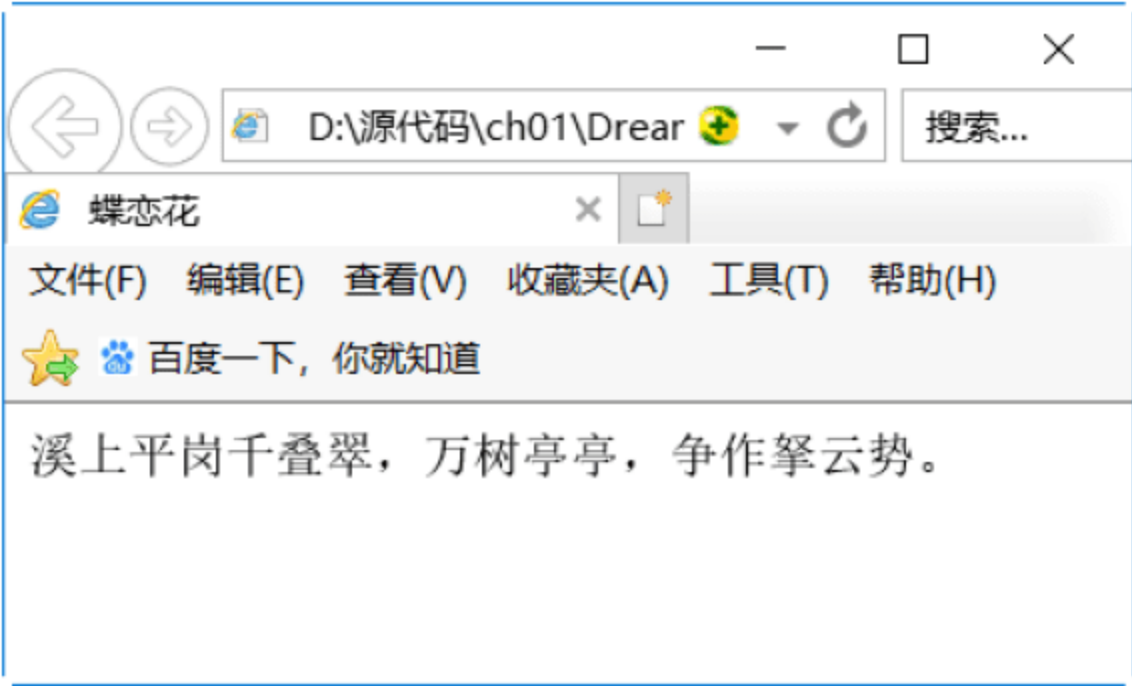 D:\源代码\ch01\Drear
搜索...
蝶恋花
文件(F) 编辑(E) 查看(V) 收藏夹(A) 工具(T) 帮助(H)
百度一下，你就知道
溪上平岗千叠翠，万树亭亭，争作拏云势。